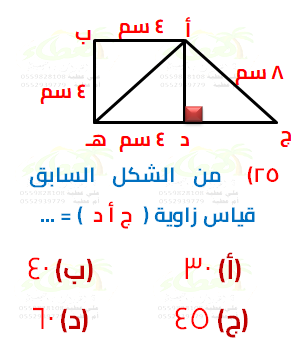 ب ٤ سم أ
٤ سم ٨ سم
هـ ٤ سم د ج
٢٥) من الشكل السابق
قياس زاوية ( ج أ د ) = ...
(أ) ٣٠ (ب) ٤٠
(ج) ٤٥ (د) ٦٠